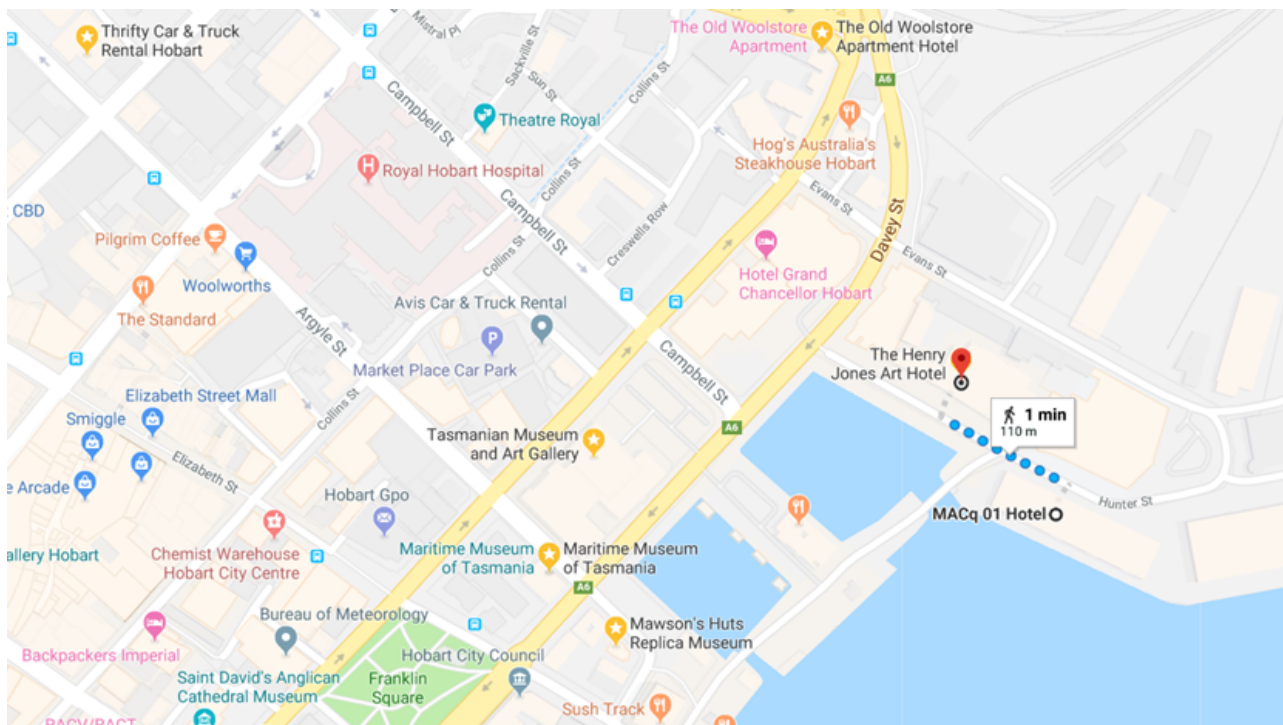 Thrifty Car & Truck
Rental Hobart
Mistral Pl
Sackville St
Sun St
Collins St
The Old Woolstore
Apartment
The Old Woolstore
Apartment Hotel
A6
Campbell St
Theatre Royal
Hog's Australia's
Steakhouse Hobart
Royal Hobart Hospital
Collins St
Evans St
CBD
Campbell St
Creswells Row
Davey St
Pilgrim Coffee
Collins St
Evans St
Woolworths
Hotel Grand
Chancellor Hobart
Avis Car & Truck Rental
The Standard
Argyle St
Market Place Car Park
Campbell St
The Henry
Jones Art Hotel
Elizabeth Street Mall
Collins St
1 min
110 m
Smiggle
Tasmanian Museum
and Art Gallery
A6
Elizabeth St
e Arcade
Hobart Gpo
Hunter St
MACq 01 Hotel
allery Hobart
Chemist Warehouse
Hobart City Centre
Maritime Museum
of Tasmania
Maritime Museum
of Tasmania
A6
Bureau of Meteorology
Mawson's Huts
Replica Museum
Backpackers Imperial
Hobart City Council
Saint David's Anglican
Cathedral Museum
Franklin
Square
Sush Track
P
H